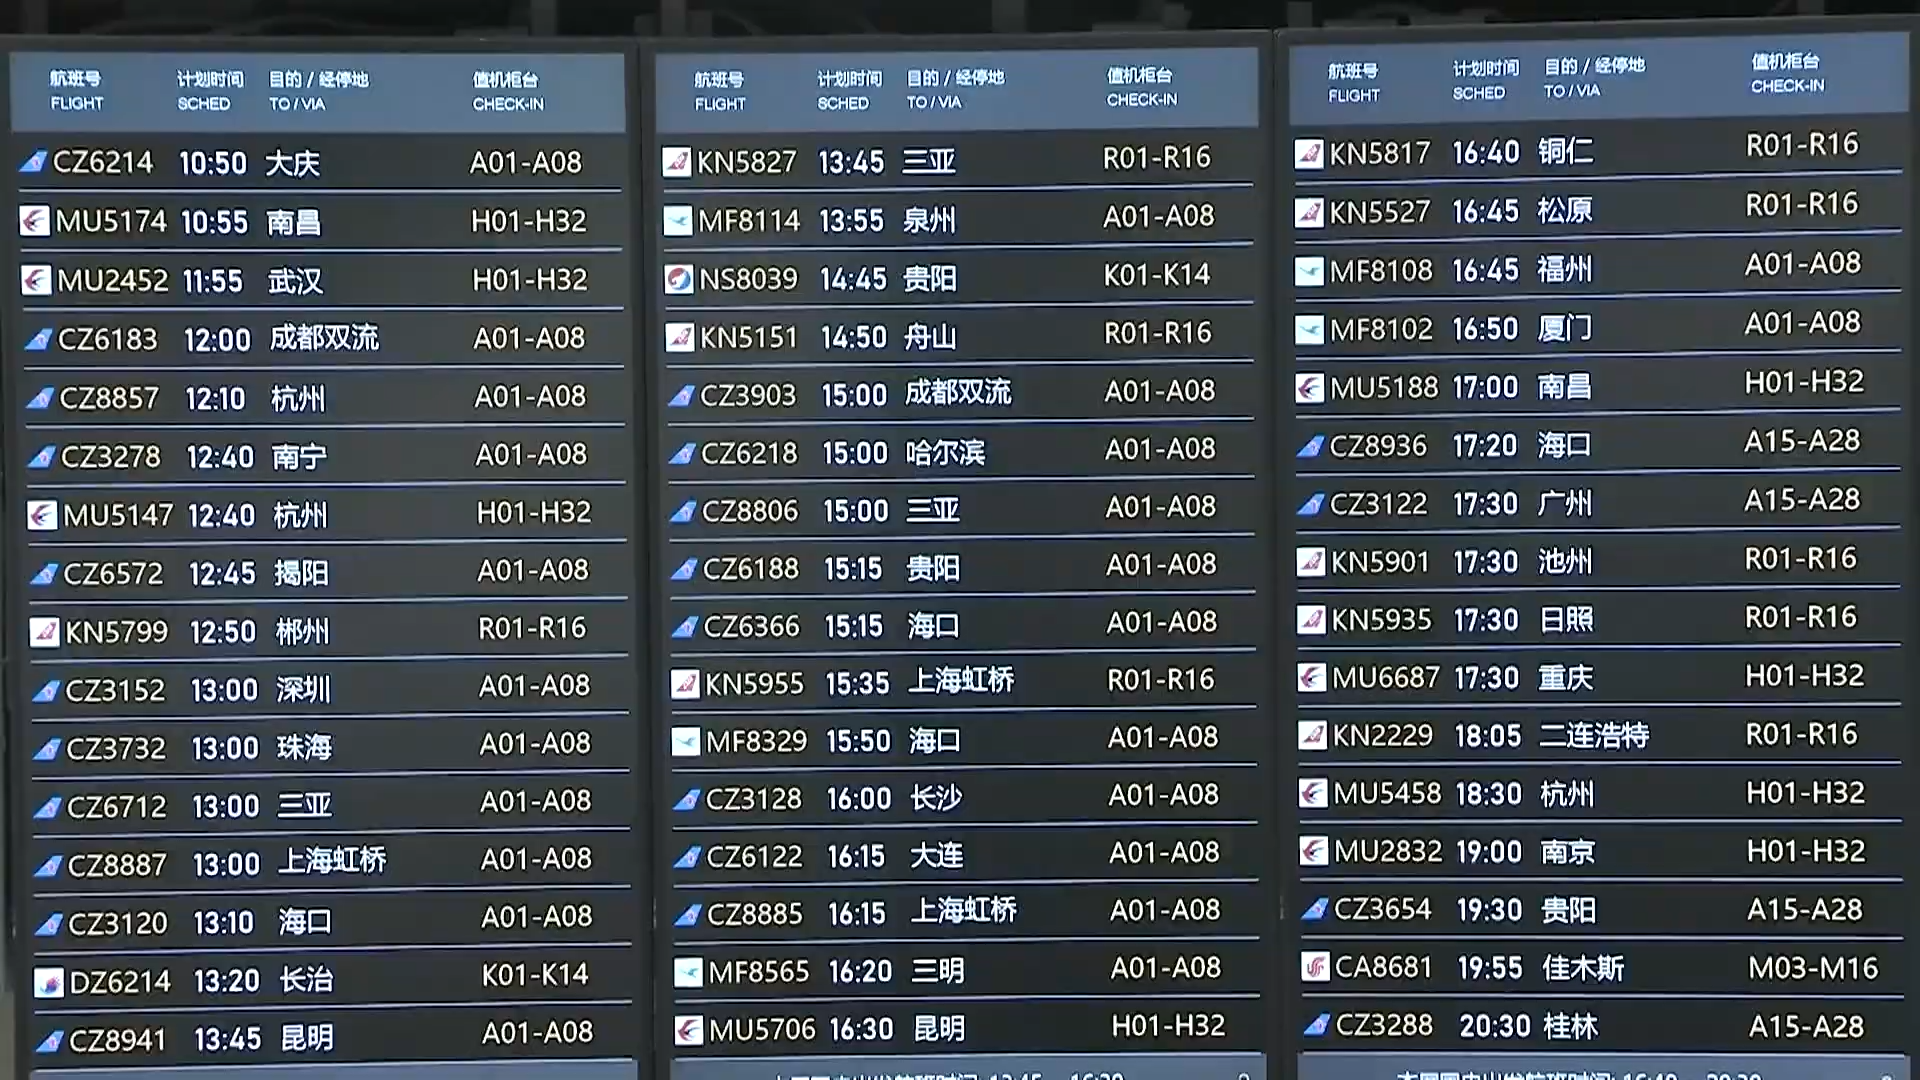 航班号 计划时间 目的 / 经停地 值机柜台
FLIGHT SCHED TO / VIA CHECK-IN
CZ6214 10:50 大庆 A01-A08
MU5174 10:55 南昌 H01-H32
MU2452 11:55 武汉 H01-H32
CZ6183 12:00 成都双流 A01-A08
CZ8857 12:10 杭州 A01-A08
CZ3278 12:40 南宁 A01-A08
MU5147 12:40 杭州 H01-H32
CZ6572 12:45 揭阳 A01-A08
KN5799 12:50 郴州 R01-R16
CZ3152 13:00 深圳 A01-A08
CZ3732 13:00 珠海 A01-A08
CZ6712 13:00 三亚 A01-A08
CZ8887 13:00 上海虹桥 A01-A08
CZ3120 13:10 海口 A01-A08
DZ6214 13:20 长治 K01-K14
CZ8941 13:45 昆明 A01-A08
航班号 计划时间 目的 / 经停地 值机柜台
FLIGHT SCHED TO / VIA CHECK-IN
KN5827 13:45 三亚 R01-R16
MF8114 13:55 泉州 A01-A08
NS8039 14:45 贵阳 K01-K14
KN5151 14:50 舟山 R01-R16
CZ3903 15:00 成都双流 A01-A08
CZ6218 15:00 哈尔滨 A01-A08
CZ8806 15:00 三亚 A01-A08
CZ6188 15:15 贵阳 A01-A08
CZ6366 15:15 海口 A01-A08
KN5955 15:35 上海虹桥 R01-R16
MF8329 15:50 海口 A01-A08
CZ3128 16:00 长沙 A01-A08
CZ6122 16:15 大连 A01-A08
CZ8885 16:15 上海虹桥 A01-A08
MF8565 16:20 三明 A01-A08
MU5706 16:30 昆明 H01-H32
航班号 计划时间 目的 / 经停地 值机柜台
FLIGHT SCHED TO / VIA CHECK-IN
KN5817 16:40 铜仁 R01-R16
KN5527 16:45 松原 R01-R16
MF8108 16:45 福州 A01-A08
MF8102 16:50 厦门 A01-A08
MU5188 17:00 南昌 H01-H32
CZ8936 17:20 海口 A15-A28
CZ3122 17:30 广州 A15-A28
KN5901 17:30 池州 R01-R16
KN5935 17:30 日照 R01-R16
MU6687 17:30 重庆 H01-H32
KN2229 18:05 二连浩特 R01-R16
MU5458 18:30 杭州 H01-H32
MU2832 19:00 南京 H01-H32
CZ3654 19:30 贵阳 A15-A28
CA8681 19:55 佳木斯 M03-M16
CZ3288 20:30 桂林 A15-A28